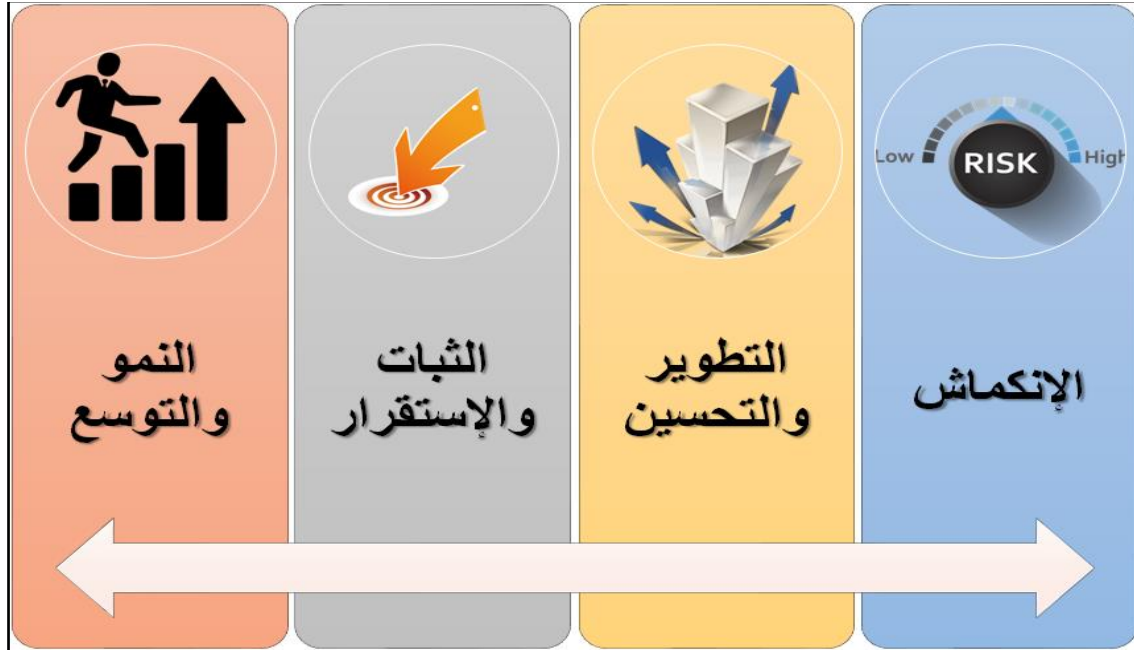 Low
RISK
High
الإنكماش
التطوير
والتحسين
الثبات
والإستقرار
النمو
والتوسع